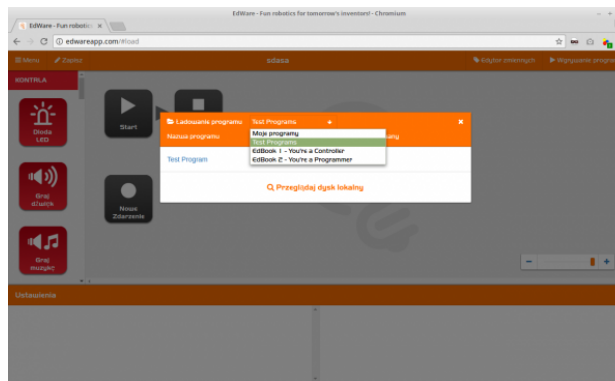 EdWare - Fun robotics for tomorrow's inventors! - Chromium
EdWare - Fun robotic
edwareapp.com/#load
Menu
Zapisz
sdasa
Edytor zmiennych
Wgrywanie progra
KONTRLA
Dioda
LED
Start
Ładowanie programu
Test Programs
Nazwa programu
Moje programy
Test Programs
EdBook 1 - You're a Controller
EdBook 2 - You're a Programmer
Test Program
Przeglądaj dysk lokalny
Graj
dźwięk
Nowe
Zdarzenie
Graj
muzykę
Ustawienia